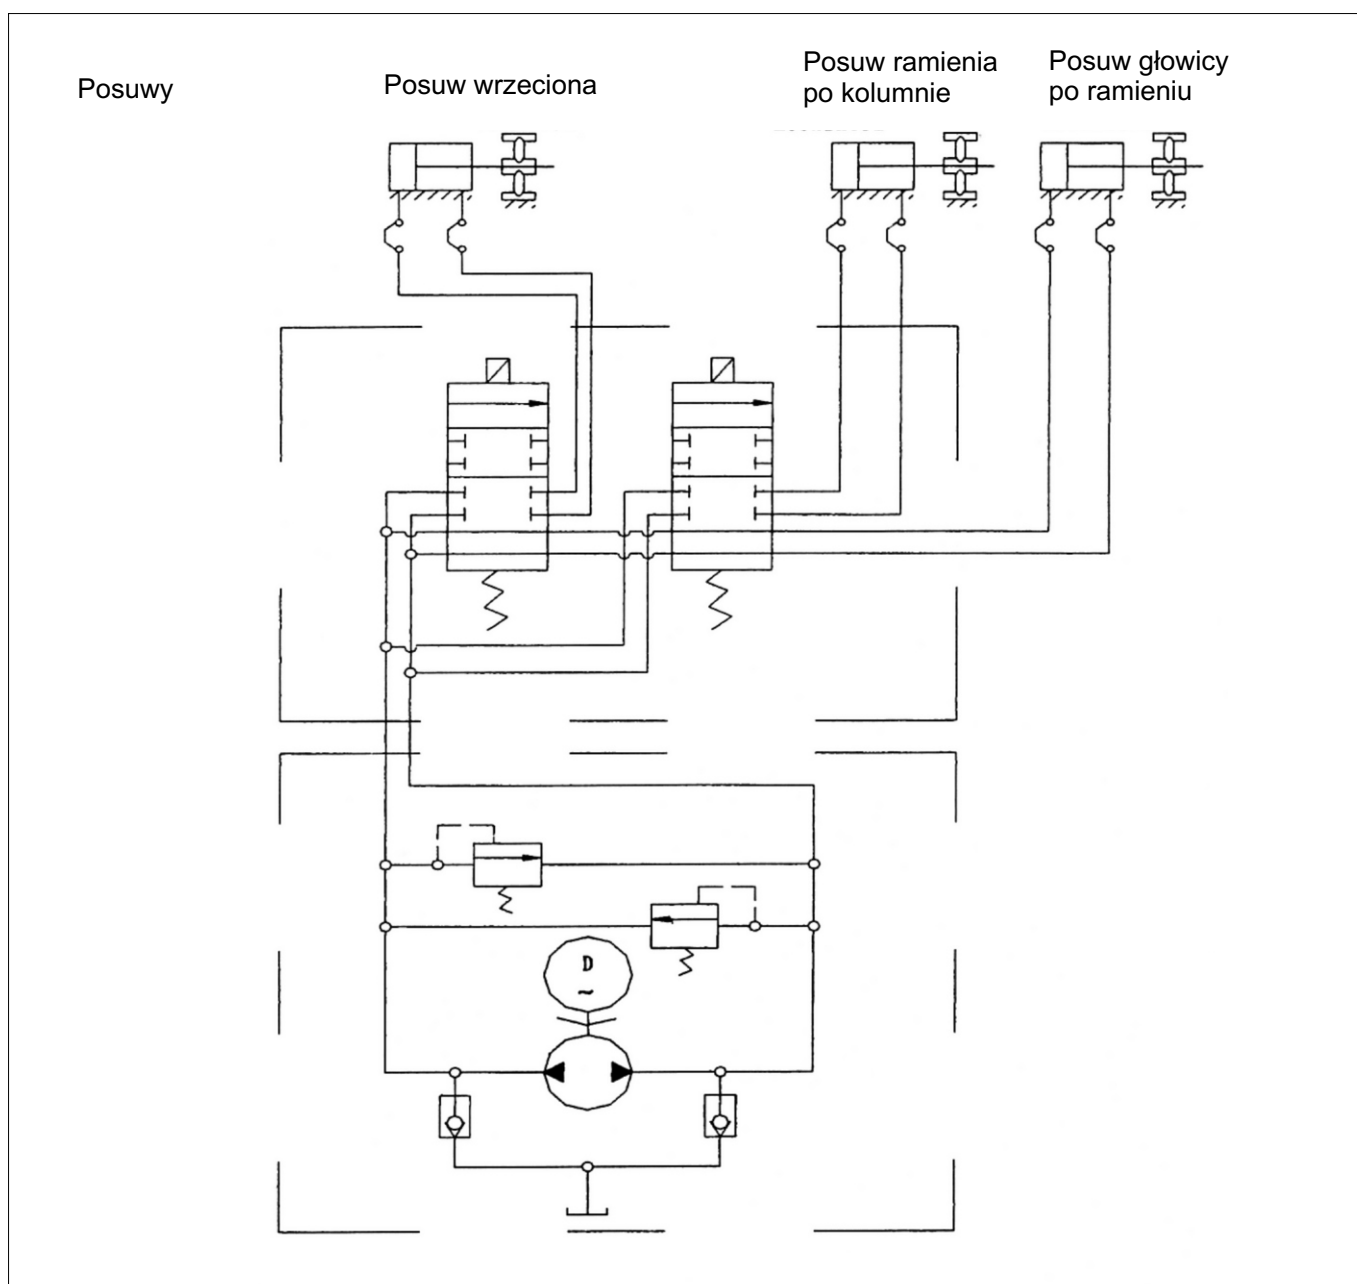 Posuwy
Posuw wrzeciona
Posuw ramienia
po kolumnie
Posuw głowicy
po ramieniu
D
~